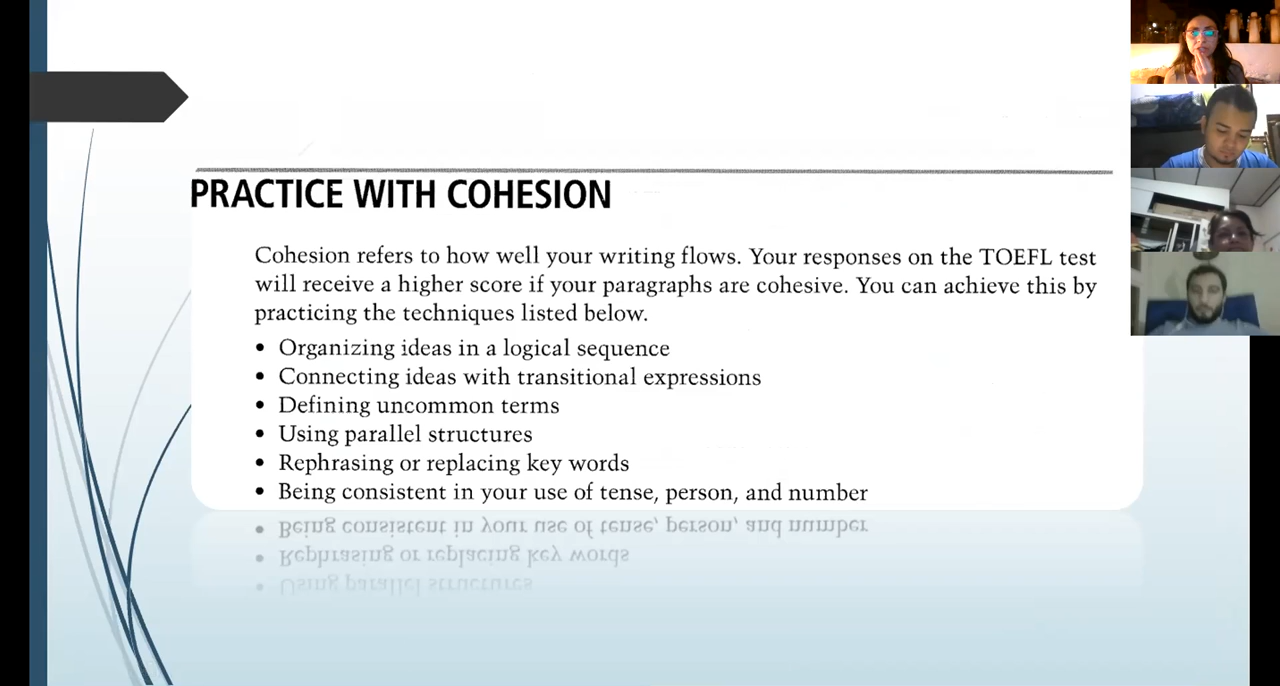 PRACTICE WITH COHESION
Cohesion refers to how well your writing flows. Your responses on the TOEFL test
will receive a higher score if your paragraphs are cohesive. You can achieve this by
practicing the techniques listed below.
• Organizing ideas in a logical sequence
• Connecting ideas with transitional expressions
• Defining uncommon terms
• Using parallel structures
• Rephrasing or replacing key words
• Being consistent in your use of tense, person, and number